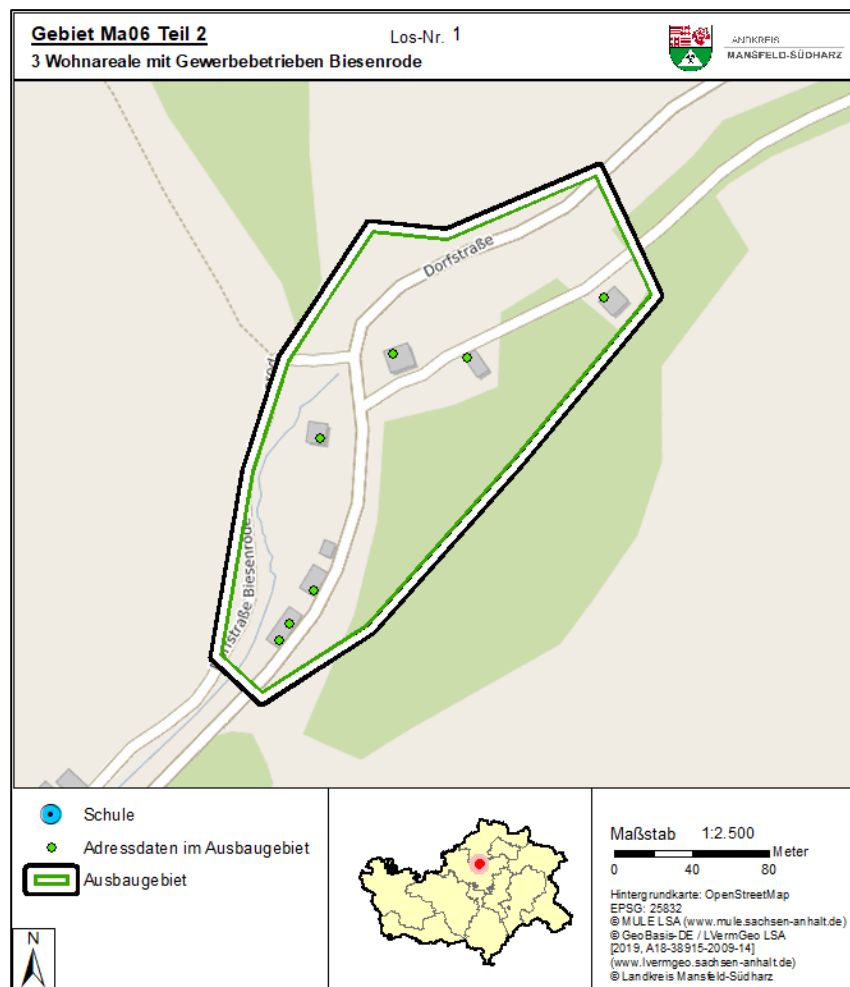 Gebiet Ma06 Teil 2
Los-Nr. 1
3 Wohnareale mit Gewerbebetrieben Biesenrode
ANDKREIS
MANSFELD-SÜDHARZ
Dorfstraße
fstraße Biesenrode
Schule
Adressdaten im Ausbaugebiet
Ausbaugebiet
N
Maßstab 1:2.500
Meter
0 40 80
Hintergrundkarte: OpenStreetMap
EPSG: 25832
© MULE LSA (www.mule.sachsen-anhalt.de)
© GeoBasis-DE / LVermGeo LSA
[2019, A18-38915-2009-14]
(www.lvermgeo.sachsen-anhalt.de)
© Landkreis Mansfeld-Südharz